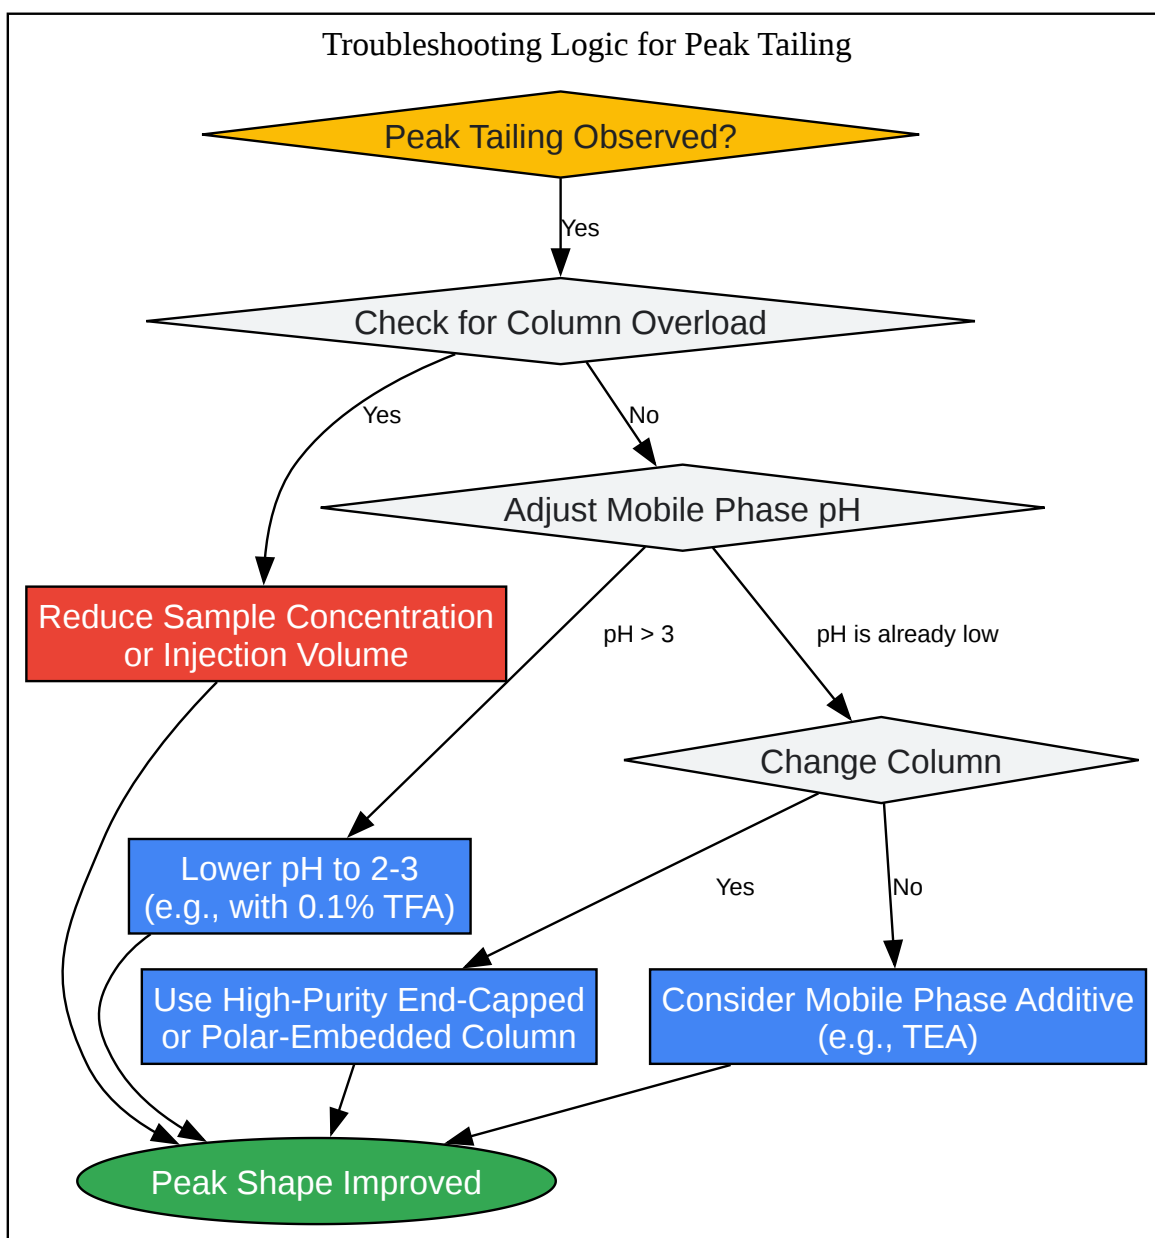 Troubleshooting Logic for Peak Tailing
Peak Tailing Observed?
Yes
Check for Column Overload
Yes
No
Adjust Mobile Phase pH
Reduce Sample Concentration
or Injection Volume
pH > 3
pH is already low
Change Column
Lower pH to 2-3
(e.g., with 0.1% TFA)
Yes
No
Use High-Purity End-Capped
or Polar-Embedded Column
Consider Mobile Phase Additive
(e.g., TEA)
Peak Shape Improved